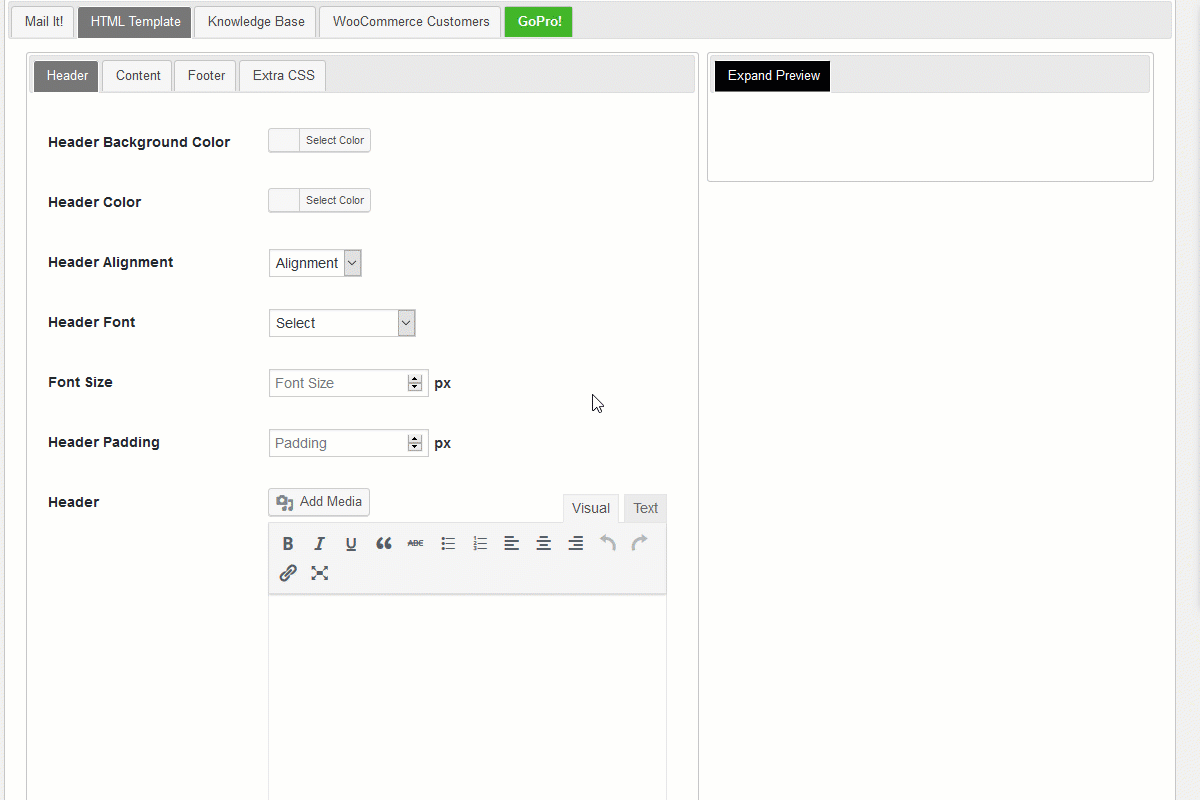 Mail It! HTML Template Knowledge Base WooCommerce Customers GoPro!
Header Content Footer Extra CSS
Expand Preview
Header Background Color Select Color
Header Color Select Color
Header Alignment Alignment
Header Font Select
Font Size Font Size px
Header Padding Padding px
Header Add Media Visual Text
B I U ABC